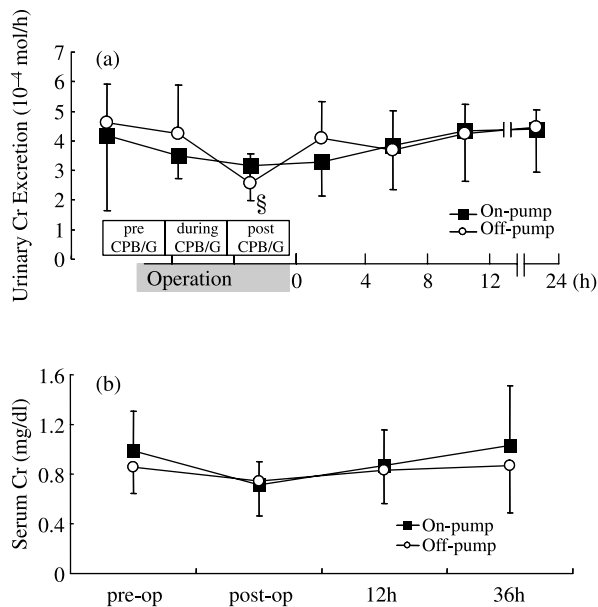 (a)
Urinary Cr Excretion (10⁻⁴ mol/h)
7
6
5
4
3
2
1
0
§
On-pump
Off-pump
pre CPB/G
during CPB/G
post CPB/G
Operation
0 4 8 12 24 (h)
(b)
Serum Cr (mg/dl)
1.6
1.2
0.8
0.4
0
On-pump
Off-pump
pre-op post-op 12h 36h